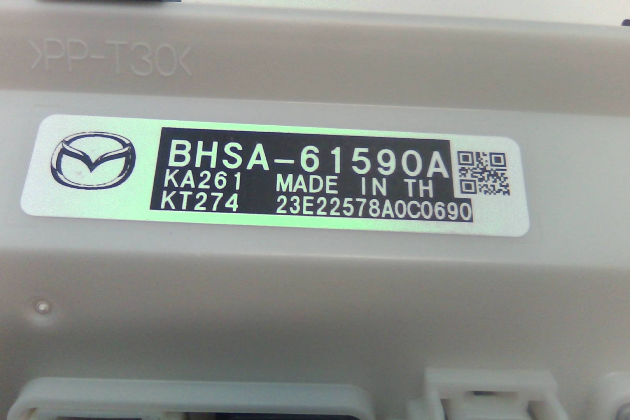 >PP-T30<
BHSA-61590A
KA261 MADE IN TH
KT274 23E22578A0C0690